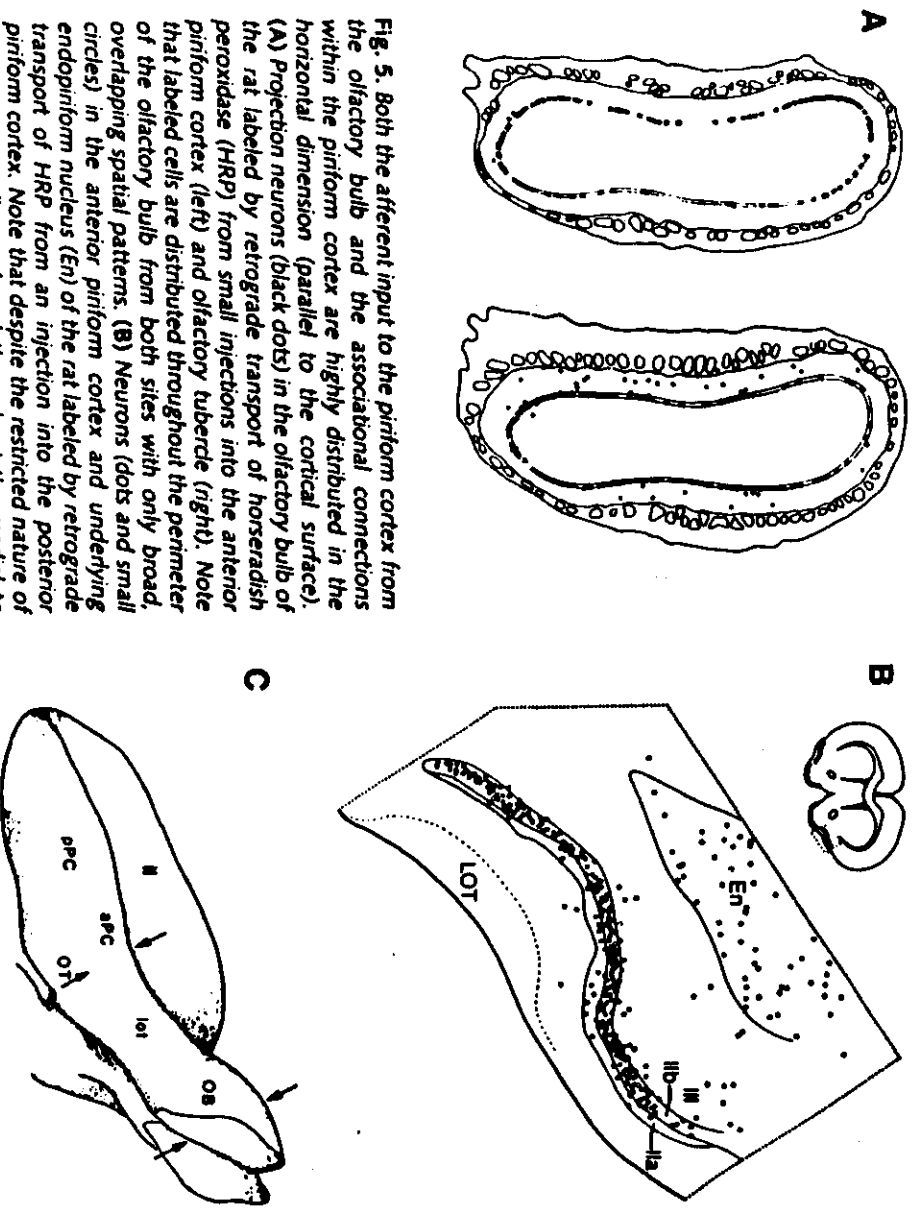 A
B
En
LOT
III
IIb
IIa
C
pPC
aPC
OT
lot
OB
Fig. 5. Both the afferent input to the piriform cortex from
the olfactory bulb and the associational connections
within the piriform cortex are highly distributed in the
horizontal dimension (parallel to the cortical surface).
(A) Projection neurons (black dots) in the olfactory bulb of
the rat labeled by retrograde transport of horseradish
peroxidase (HRP) from small injections into the anterior
piriform cortex (left) and olfactory tubercle (right). Note
that labeled cells are distributed throughout the perimeter
of the olfactory bulb from both sites with only broad,
overlapping spatial patterns. (B) Neurons (dots and small
circles) in the anterior piriform cortex and underlying
endopiriform nucleus (En) of the rat labeled by retrograde
transport of HRP from an injection into the posterior
piriform cortex. Note that despite the restricted nature of